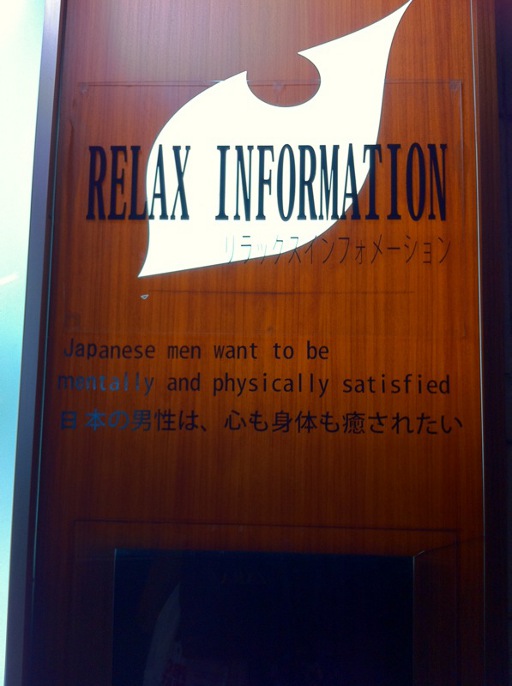 RELAX INFORMATION
リラックスインフォメーション
Japanese men want to be
mentally and physically satisfied
日本の男性は、心も身体も癒されたい